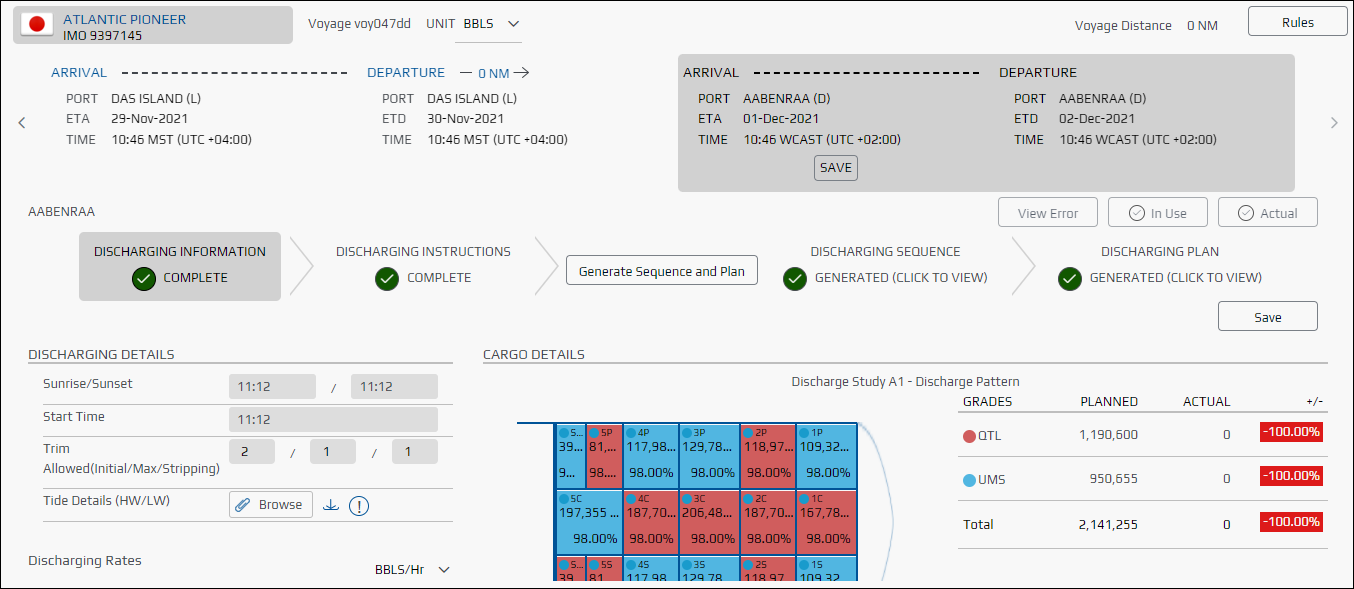 ATLANTIC PIONEER
IMO 9397145
Voyage voy047dd UNIT BBLS
Voyage Distance 0 NM
Rules
ARRIVAL DEPARTURE 0 NM
PORT DAS ISLAND (L) PORT DAS ISLAND (L)
ETA 29-Nov-2021 ETD 30-Nov-2021
TIME 10:46 MST (UTC +04:00) TIME 10:46 MST (UTC +04:00)
ARRIVAL DEPARTURE
PORT AABENRAA (D) PORT AABENRAA (D)
ETA 01-Dec-2021 ETD 02-Dec-2021
TIME 10:46 WCAST (UTC +02:00) TIME 10:46 WCAST (UTC +02:00)
SAVE
AABENRAA
View Error In Use Actual
DISCHARGING INFORMATION
COMPLETE
DISCHARGING INSTRUCTIONS
COMPLETE
Generate Sequence and Plan
DISCHARGING SEQUENCE
GENERATED (CLICK TO VIEW)
DISCHARGING PLAN
GENERATED (CLICK TO VIEW)
Save
DISCHARGING DETAILS
Sunrise/Sunset 11:12 / 11:12
Start Time 11:12
Trim
Allowed(Initial/Max/Stripping) 2 / 1 / 1
Tide Details (HW/LW) Browse
Discharging Rates BBLS/Hr
CARGO DETAILS
Discharge Study A1 - Discharge Pattern
5... 5P 4P 3P 2P 1P
39... 81,... 117,98... 129,78... 118,97... 109,32...
9... 98.... 98.00% 98.00% 98.00% 98.00%
5C 4C 3C 2C 1C
197,355 ... 187,70... 206,48... 187,70... 167,78...
98.00% 98.00% 98.00% 98.00% 98.00%
5... 5S 4S 3S 2S 1S
39 81 117,98 129,78 118,97 109,32
GRADES PLANNED ACTUAL +/-
QTL 1,190,600 0 -100.00%
UMS 950,655 0 -100.00%
Total 2,141,255 0 -100.00%